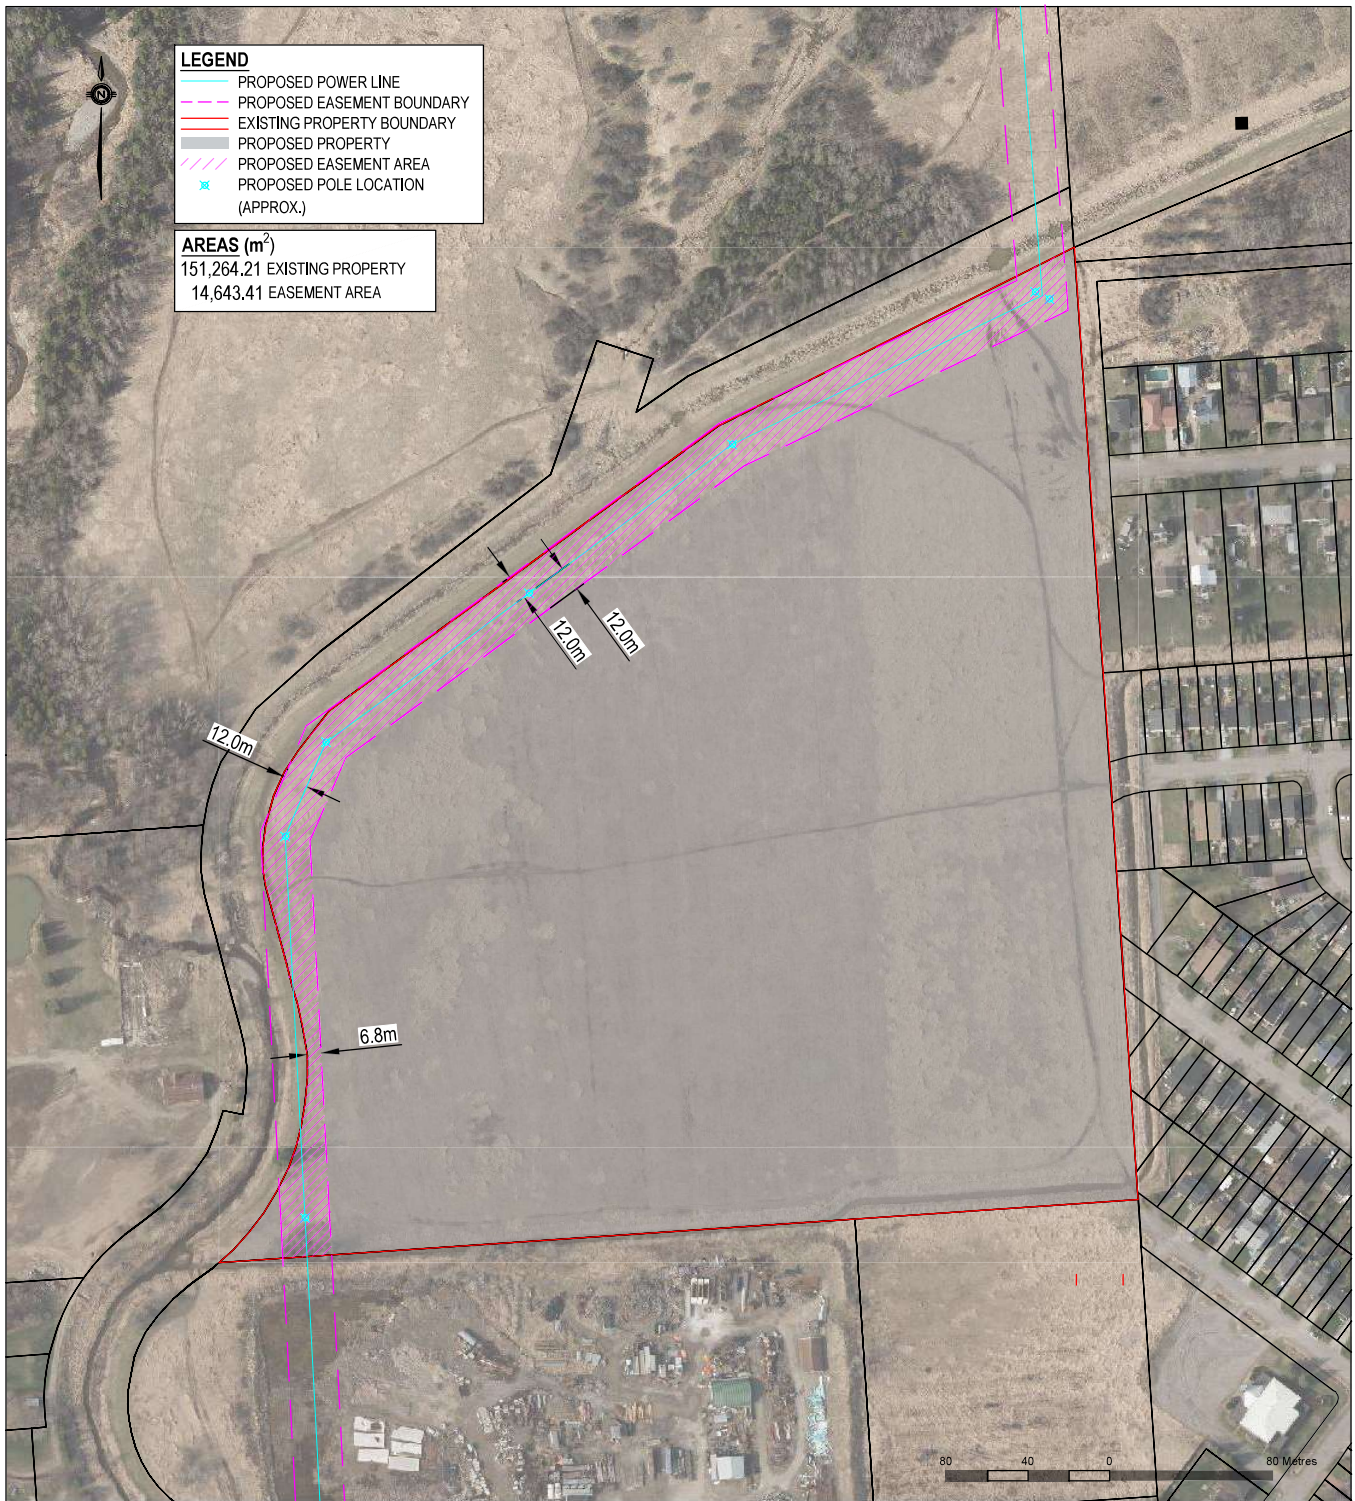 N
LEGEND
PROPOSED POWER LINE
PROPOSED EASEMENT BOUNDARY
EXISTING PROPERTY BOUNDARY
PROPOSED PROPERTY
PROPOSED EASEMENT AREA
PROPOSED POLE LOCATION
(APPROX.)
AREAS (m²)
151,264.21 EXISTING PROPERTY
14,643.41 EASEMENT AREA
12.0m
12.0m
12.0m
6.8m
80 40 0 80 Metres